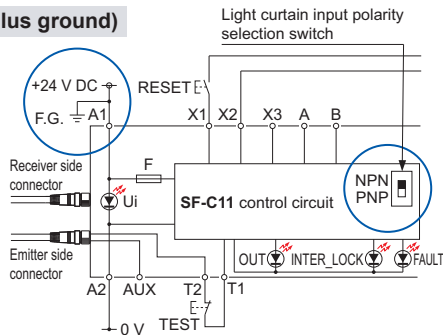 lus ground)
Light curtain input polarity
selection switch
+24 V DC
RESET
F.G.
A1
X1
X2
X3
A
B
Receiver side
connector
F
Ui
SF-C11 control circuit
NPN
PNP
Emitter side
connector
OUT
INTER_LOCK
FAULT
A2
AUX
T2
T1
0 V
TEST